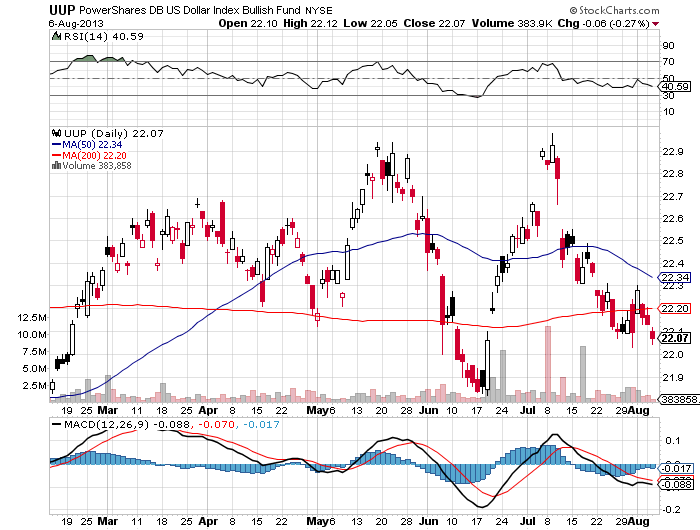 UUP PowerShares DB US Dollar Index Bullish Fund NYSE © StockCharts.com
6-Aug-2013 Open 22.10 High 22.12 Low 22.05 Close 22.07 Volume 383.9K Chg -0.06 (-0.27%)
RSI(14) 40.59
90
70
50
40.59
30
10
UUP (Daily) 22.07
MA(50) 22.34
MA(200) 22.20
Volume 383,858
22.9
22.8
22.7
22.6
22.5
22.4
22.34
22.3
22.20
22.1
22.07
22.0
21.9
12.5M
10.0M
7.5M
5.0M
2.5M
383858
19 25 Mar 11 18 25 Apr 8 15 22 May 6 13 20 28 Jun 10 17 24 Jul 8 15 22 29 Aug
MACD(12,26,9) -0.088, -0.070, -0.017
0.1
0.0
-0.017
-0.088
-0.2
19 25 Mar 11 18 25 Apr 8 15 22 May 6 13 20 28 Jun 10 17 24 Jul 8 15 22 29 Aug